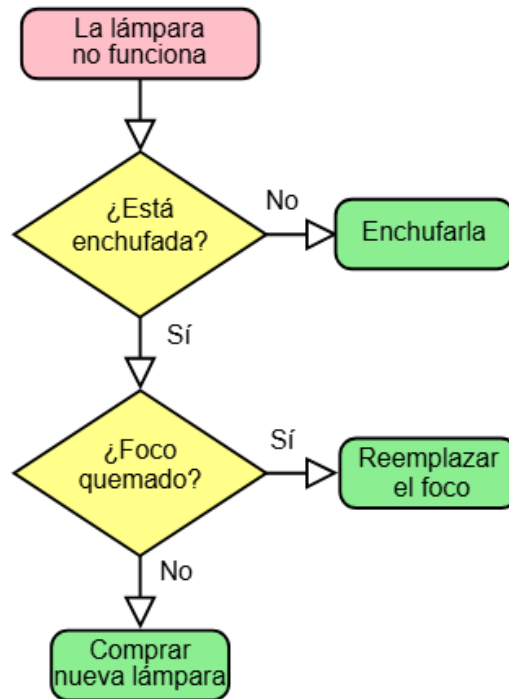 La lámpara
no funciona
¿Está
enchufada?
No
Enchufarla
Sí
¿Foco
quemado?
Sí
Reemplazar
el foco
No
Comprar
nueva lámpara